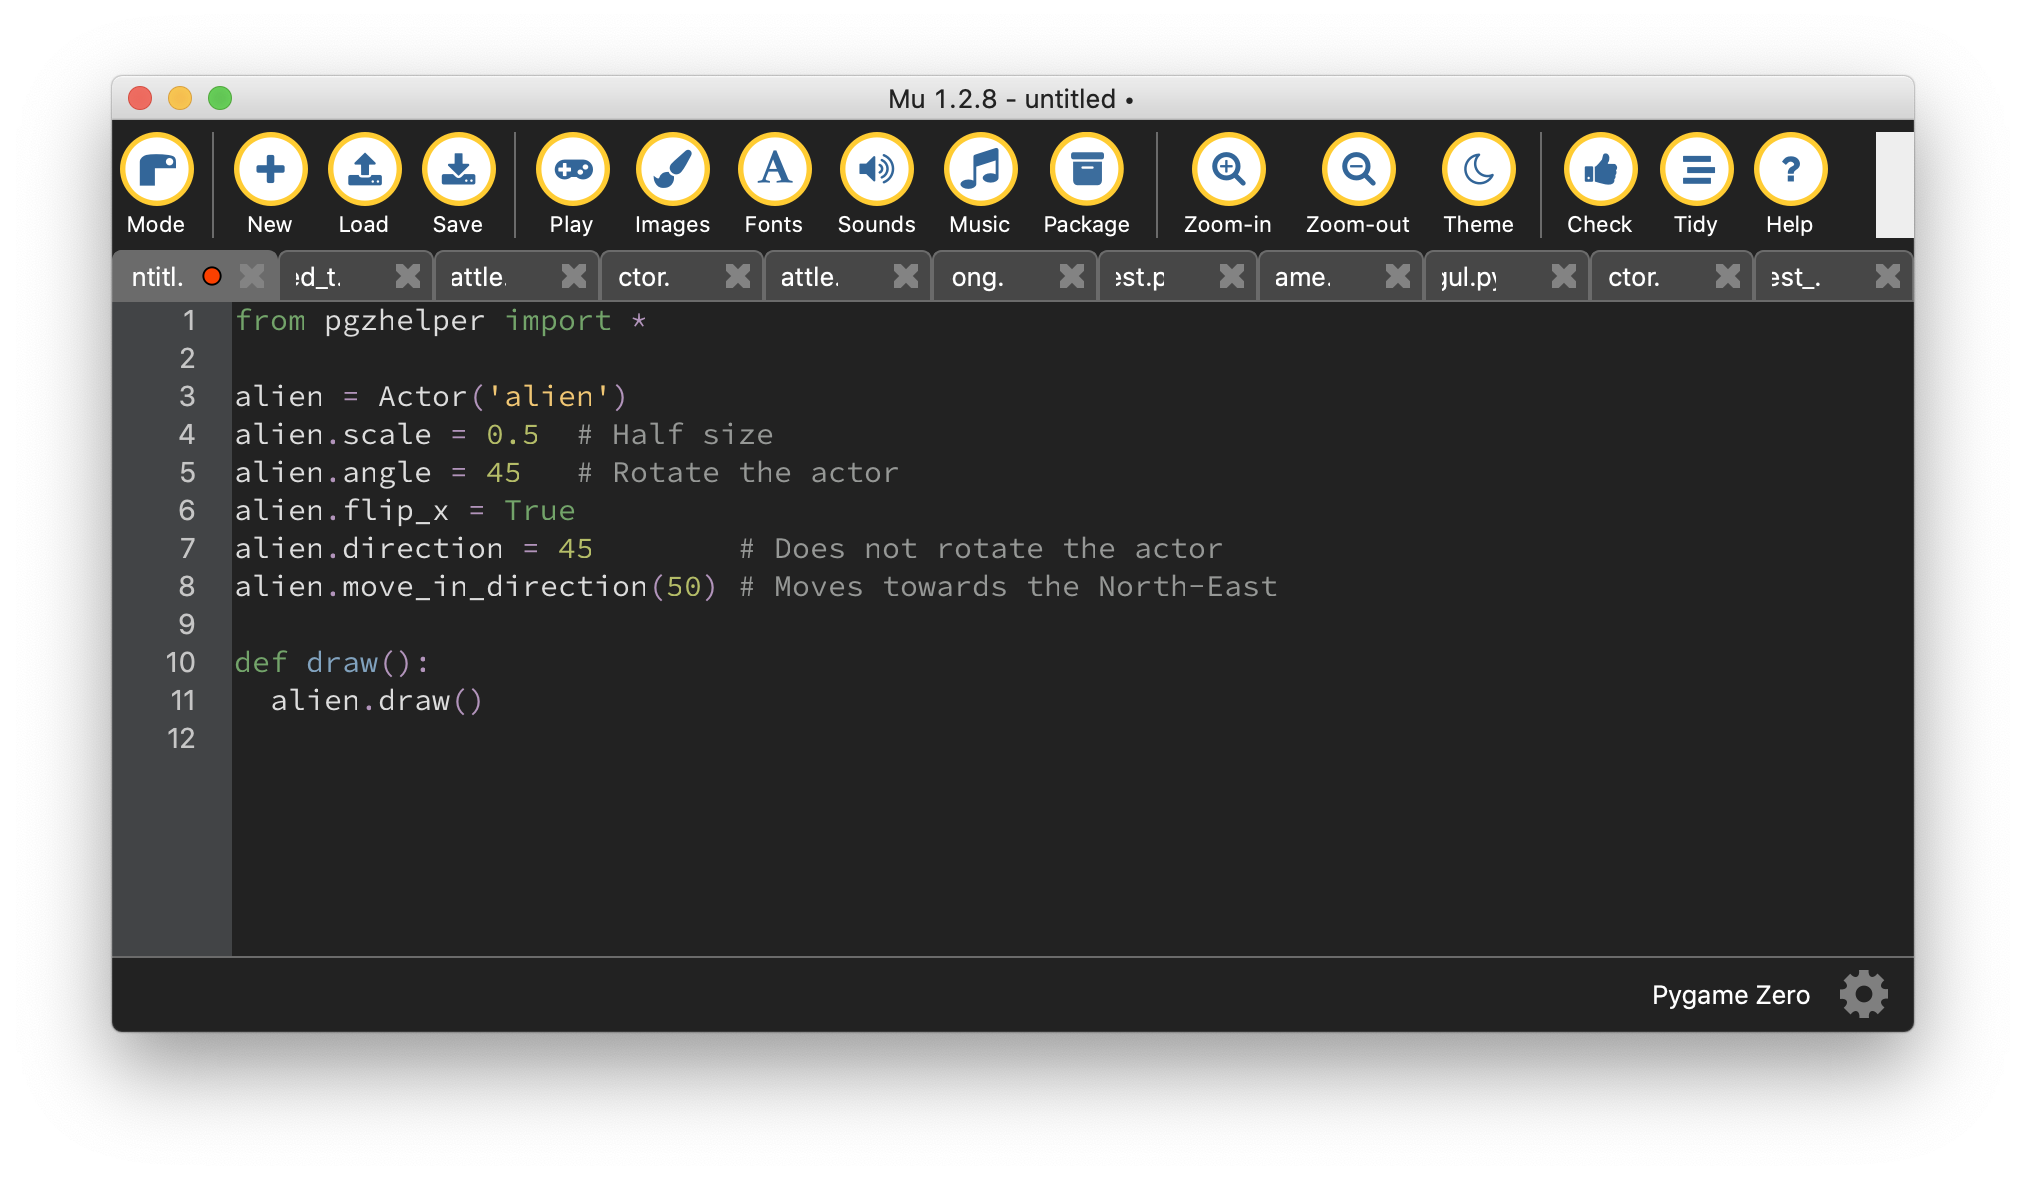 Mu 1.2.8 - untitled •
Mode New Load Save Play Images Fonts Sounds Music Package Zoom-in Zoom-out Theme Check Tidy Help
ntitl. ed_t. attle. ctor. attle. ong. est.p ame. gul.py ctor. est_.
1 from pgzhelper import *
2
3 alien = Actor('alien')
4 alien.scale = 0.5  # Half size
5 alien.angle = 45   # Rotate the actor
6 alien.flip_x = True
7 alien.direction = 45        # Does not rotate the actor
8 alien.move_in_direction(50) # Moves towards the North-East
9
10 def draw():
11   alien.draw()
12
Pygame Zero